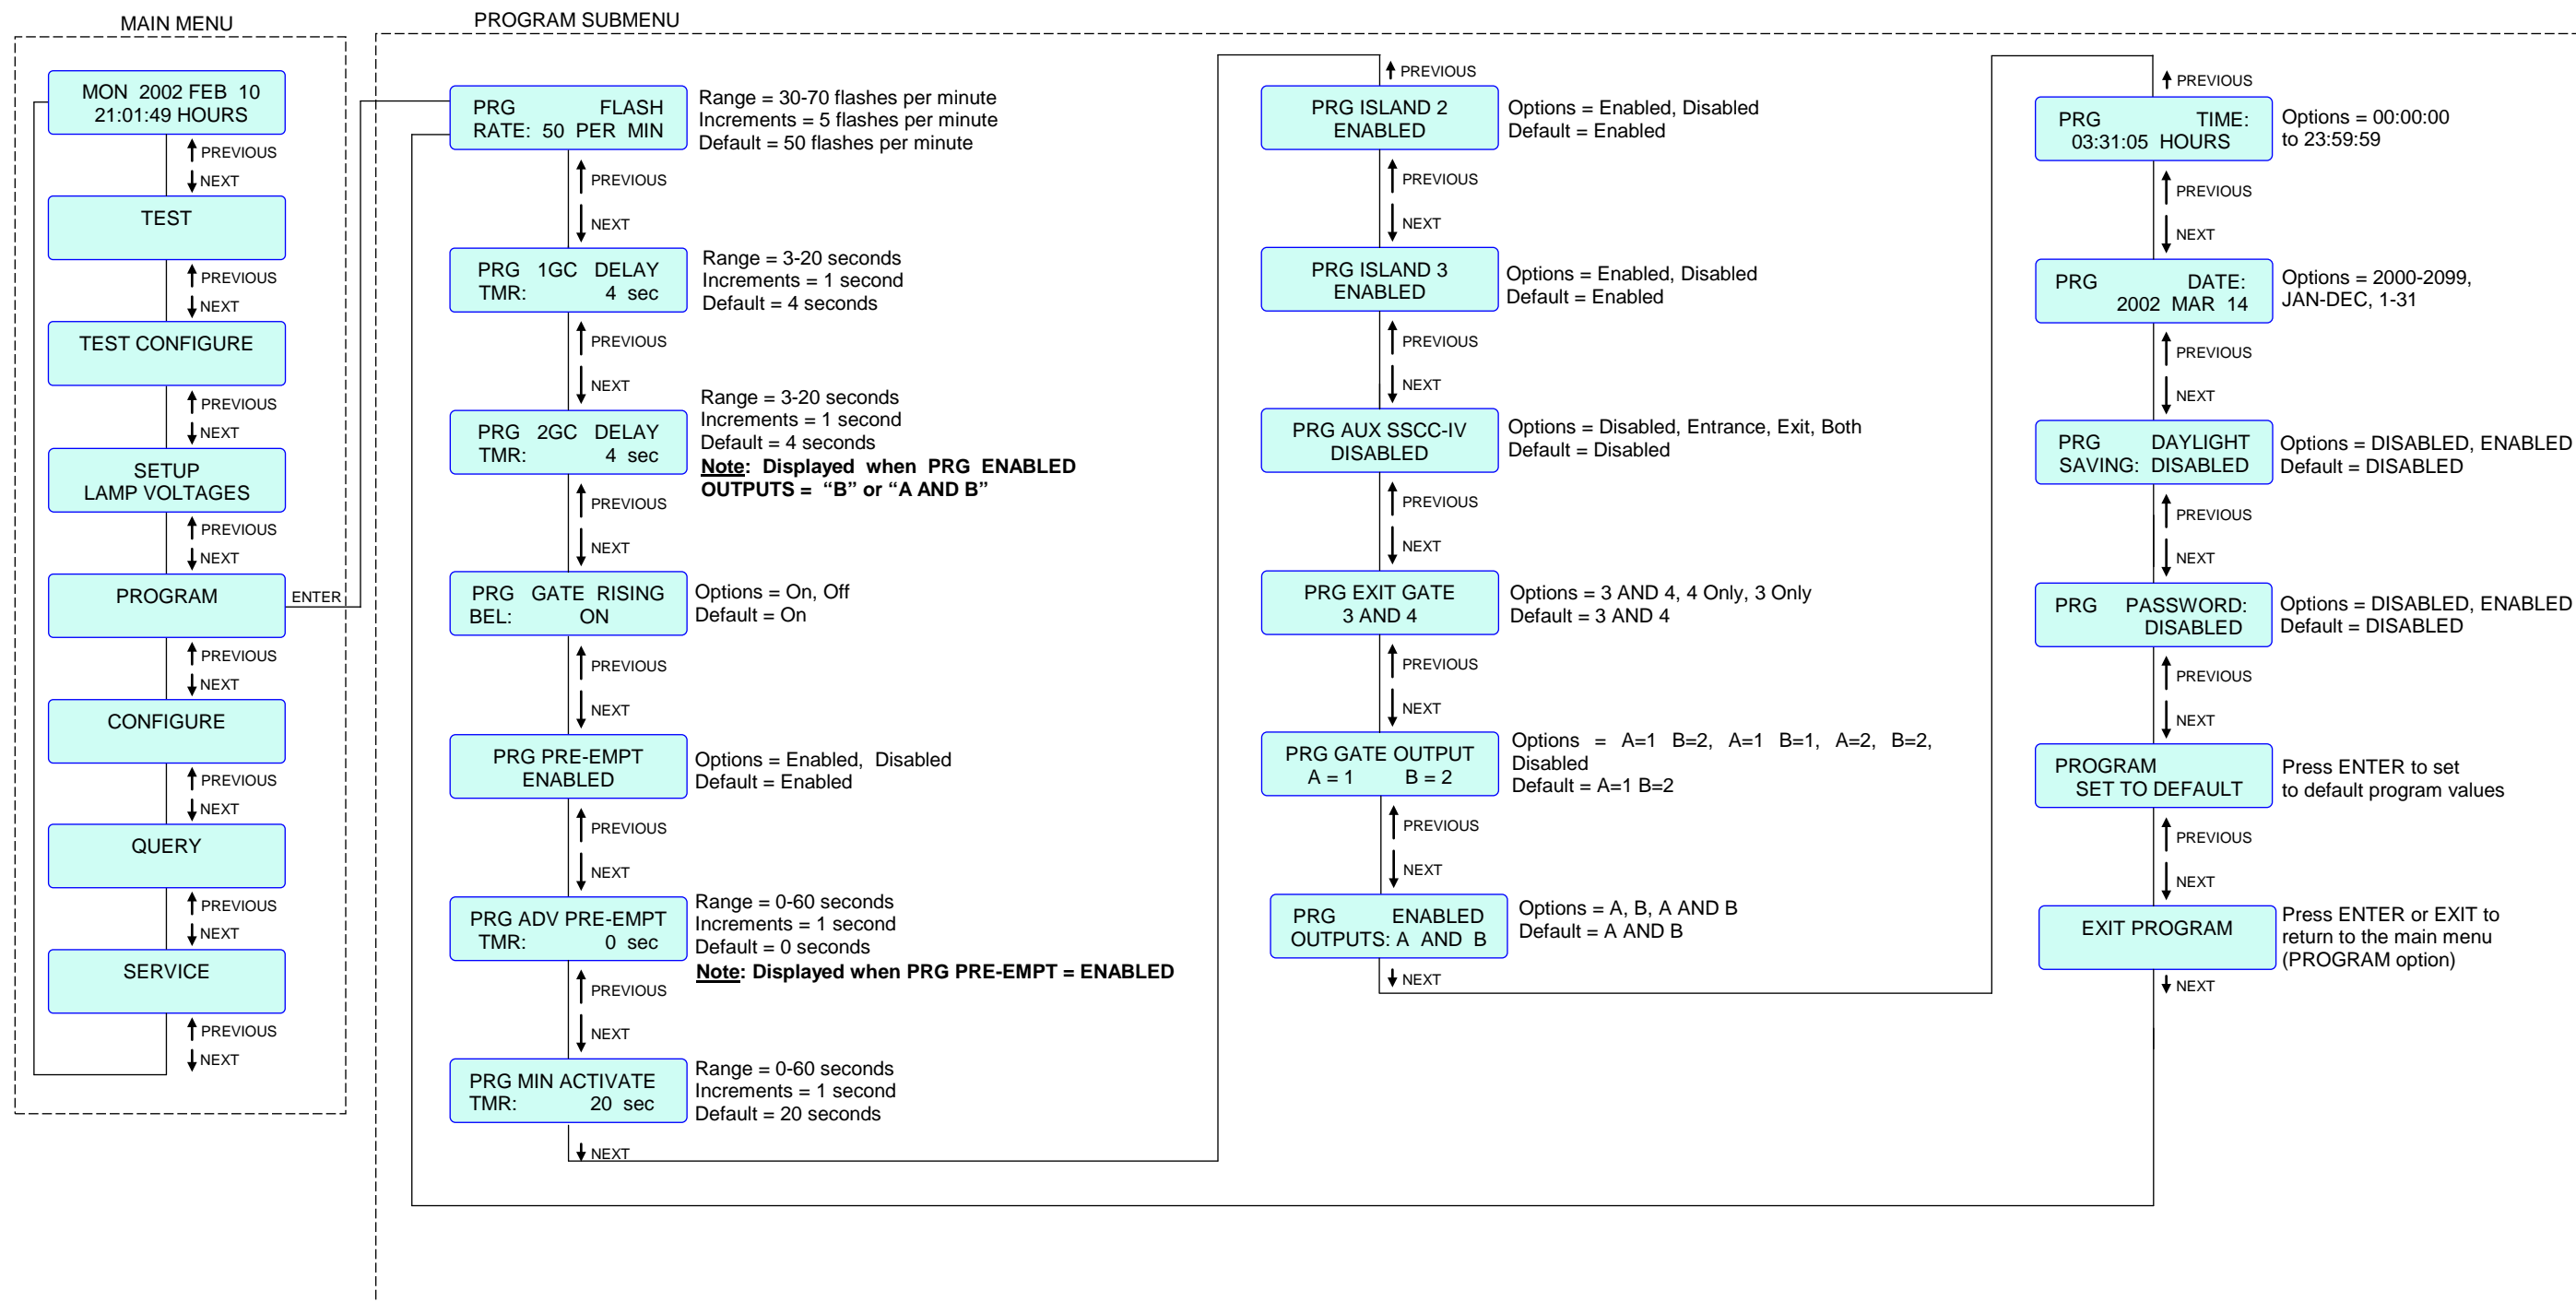 MAIN MENU
MON 2002 FEB 10
21:01:49 HOURS
PREVIOUS
NEXT
TEST
PREVIOUS
NEXT
TEST CONFIGURE
PREVIOUS
NEXT
SETUP
LAMP VOLTAGES
PREVIOUS
NEXT
PROGRAM
ENTER
PREVIOUS
NEXT
CONFIGURE
PREVIOUS
NEXT
QUERY
PREVIOUS
NEXT
SERVICE
PREVIOUS
NEXT
PROGRAM SUBMENU
PRG FLASH
RATE: 50 PER MIN
Range = 30-70 flashes per minute
Increments = 5 flashes per minute
Default = 50 flashes per minute
PREVIOUS
NEXT
PRG 1GC DELAY
TMR: 4 sec
Range = 3-20 seconds
Increments = 1 second
Default = 4 seconds
PREVIOUS
NEXT
PRG 2GC DELAY
TMR: 4 sec
Range = 3-20 seconds
Increments = 1 second
Default = 4 seconds
Note: Displayed when PRG ENABLED
OUTPUTS = “B” or “A AND B”
PREVIOUS
NEXT
PRG GATE RISING
BEL: ON
Options = On, Off
Default = On
PREVIOUS
NEXT
PRG PRE-EMPT
ENABLED
Options = Enabled, Disabled
Default = Enabled
PREVIOUS
NEXT
PRG ADV PRE-EMPT
TMR: 0 sec
Range = 0-60 seconds
Increments = 1 second
Default = 0 seconds
Note: Displayed when PRG PRE-EMPT = ENABLED
PREVIOUS
NEXT
PRG MIN ACTIVATE
TMR: 20 sec
Range = 0-60 seconds
Increments = 1 second
Default = 20 seconds
NEXT
PREVIOUS
PRG ISLAND 2
ENABLED
Options = Enabled, Disabled
Default = Enabled
PREVIOUS
NEXT
PRG ISLAND 3
ENABLED
Options = Enabled, Disabled
Default = Enabled
PREVIOUS
NEXT
PRG AUX SSCC-IV
DISABLED
Options = Disabled, Entrance, Exit, Both
Default = Disabled
PREVIOUS
NEXT
PRG EXIT GATE
3 AND 4
Options = 3 AND 4, 4 Only, 3 Only
Default = 3 AND 4
PREVIOUS
NEXT
PRG GATE OUTPUT
A = 1 B = 2
Options = A=1 B=2, A=1 B=1, A=2, B=2,
Disabled
Default = A=1 B=2
PREVIOUS
NEXT
PRG ENABLED
OUTPUTS: A AND B
Options = A, B, A AND B
Default = A AND B
NEXT
PREVIOUS
PRG TIME:
03:31:05 HOURS
Options = 00:00:00
to 23:59:59
PREVIOUS
NEXT
PRG DATE:
2002 MAR 14
Options = 2000-2099,
JAN-DEC, 1-31
PREVIOUS
NEXT
PRG DAYLIGHT
SAVING: DISABLED
Options = DISABLED, ENABLED
Default = DISABLED
PREVIOUS
NEXT
PRG PASSWORD:
DISABLED
Options = DISABLED, ENABLED
Default = DISABLED
PREVIOUS
NEXT
PROGRAM
SET TO DEFAULT
Press ENTER to set
to default program values
PREVIOUS
NEXT
EXIT PROGRAM
Press ENTER or EXIT to
return to the main menu
(PROGRAM option)
NEXT